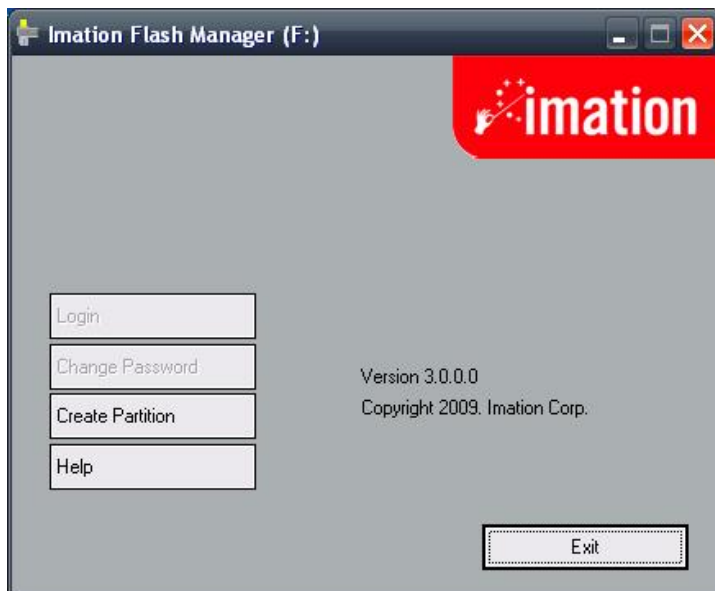 Imation Flash Manager (F:)
imation
Login
Change Password
Create Partition
Help
Version 3.0.0.0
Copyright 2009. Imation Corp.
Exit